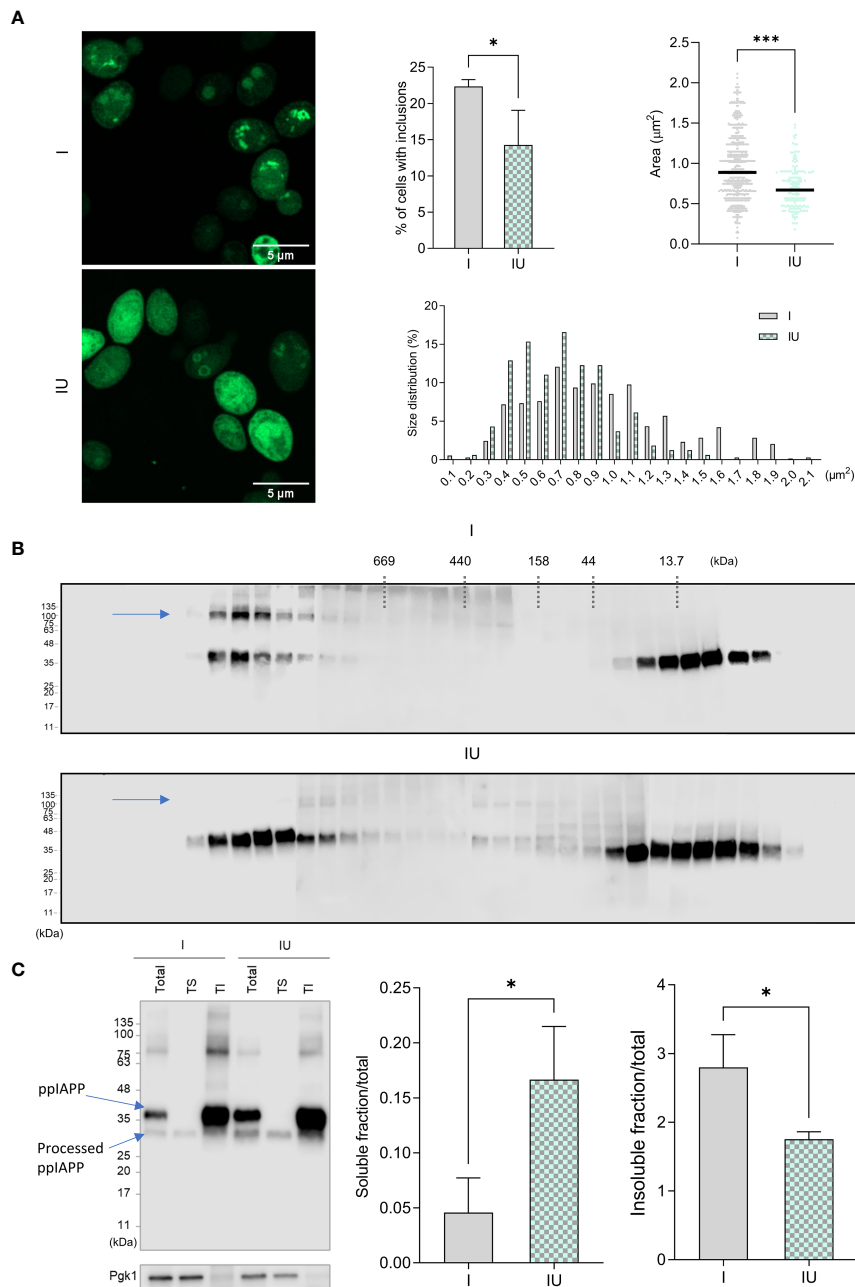 A
I
5 µm
IU
5 µm
% of cells with inclusions
25
20
15
10
5
0
*
I
IU
Area (µm²)
2.5
2.0
1.5
1.0
0.5
0.0
***
I
IU
Size distribution (%)
20
15
10
5
0
I
IU
0.1 0.2 0.3 0.4 0.5 0.6 0.7 0.8 0.9 1.0 1.1 1.2 1.3 1.4 1.5 1.6 1.7 1.8 1.9 2.0 2.1 (µm²)
B
I
669 440 158 44 13.7 (kDa)
135
100
75
63
48
35
25
20
17
11
IU
135
100
75
63
48
35
25
20
17
11
(kDa)
C
I IU
Total TS TI Total TS TI
135
100
75
63
48
35
25
20
17
11
(kDa)
ppIAPP
Processed
ppIAPP
Pgk1
Soluble fraction/total
0.25
0.20
0.15
0.10
0.05
0.00
*
I
IU
Insoluble fraction/total
4
3
2
1
0
*
I
IU